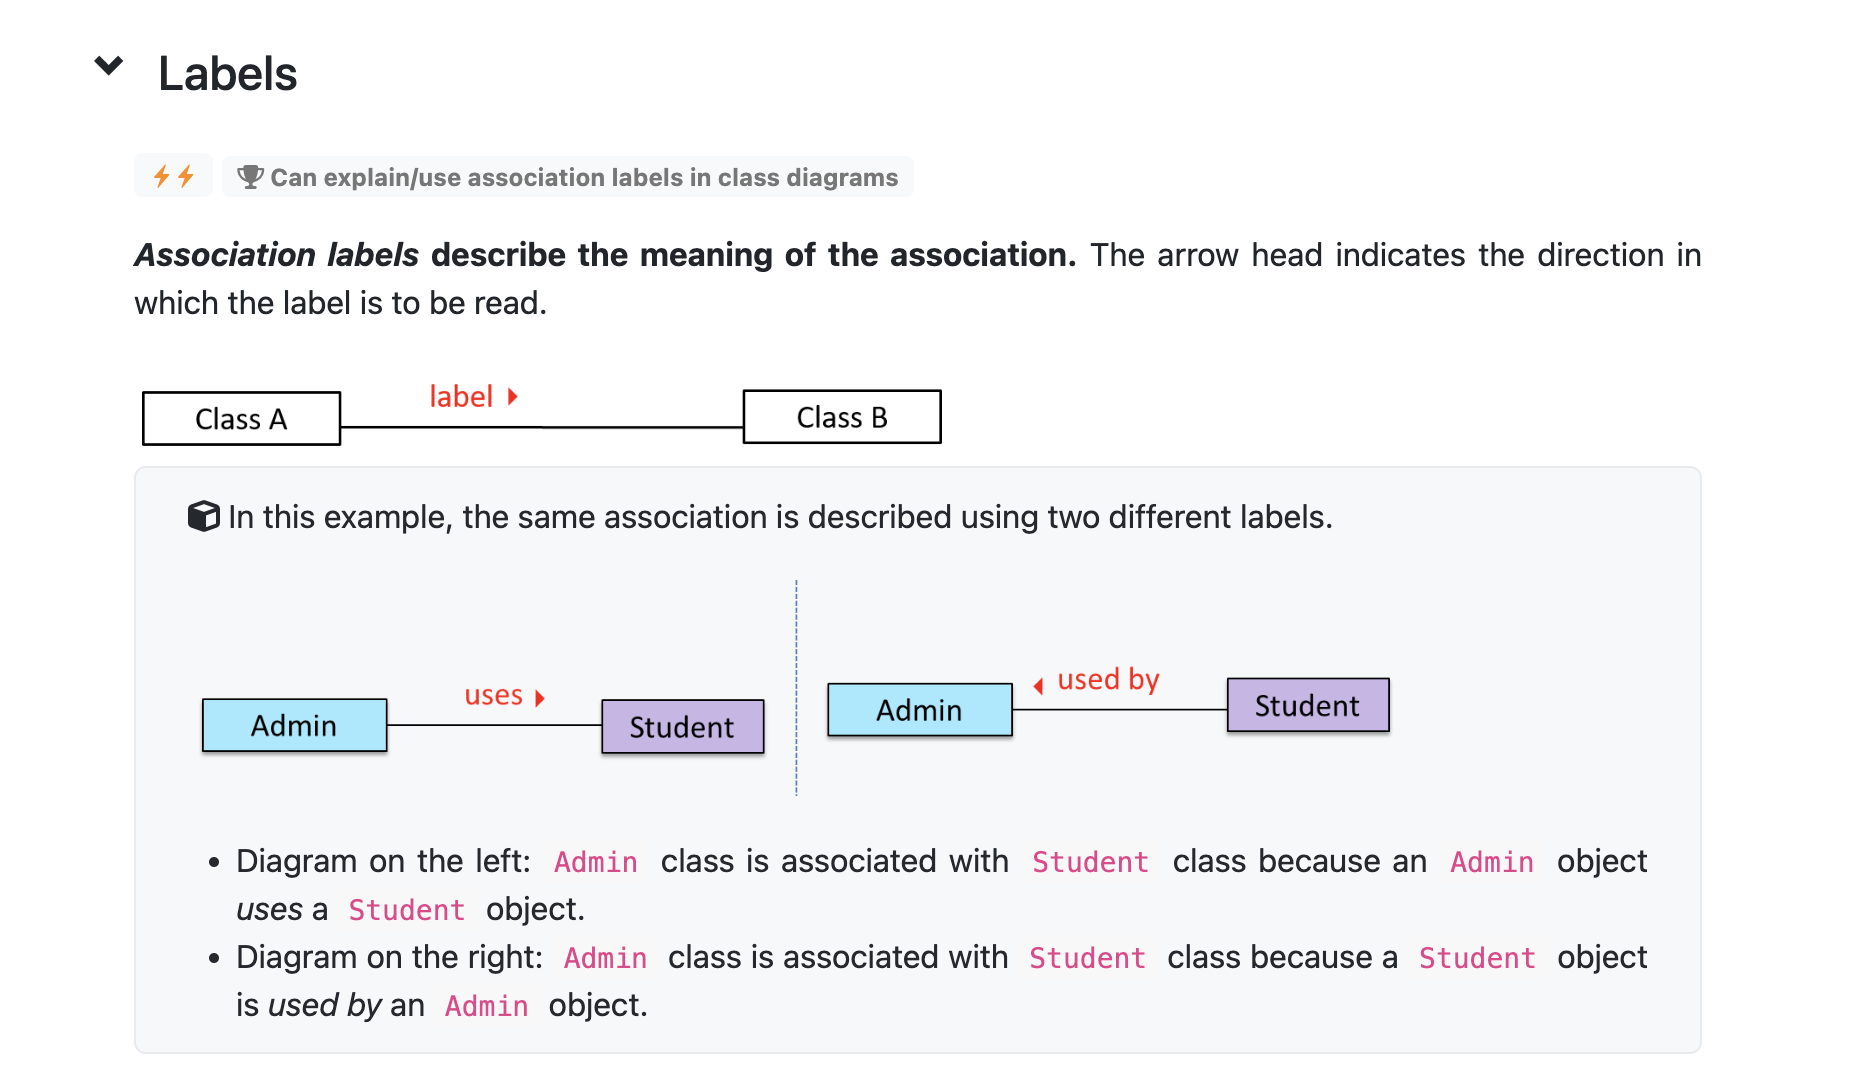 Labels
Can explain/use association labels in class diagrams
Association labels describe the meaning of the association. The arrow head indicates the direction in
which the label is to be read.
label
Class A
Class B
In this example, the same association is described using two different labels.
uses
Admin
Student
used by
Admin
Student
• Diagram on the left: Admin class is associated with Student class because an Admin object
uses a Student object.
• Diagram on the right: Admin class is associated with Student class because a Student object
is used by an Admin object.